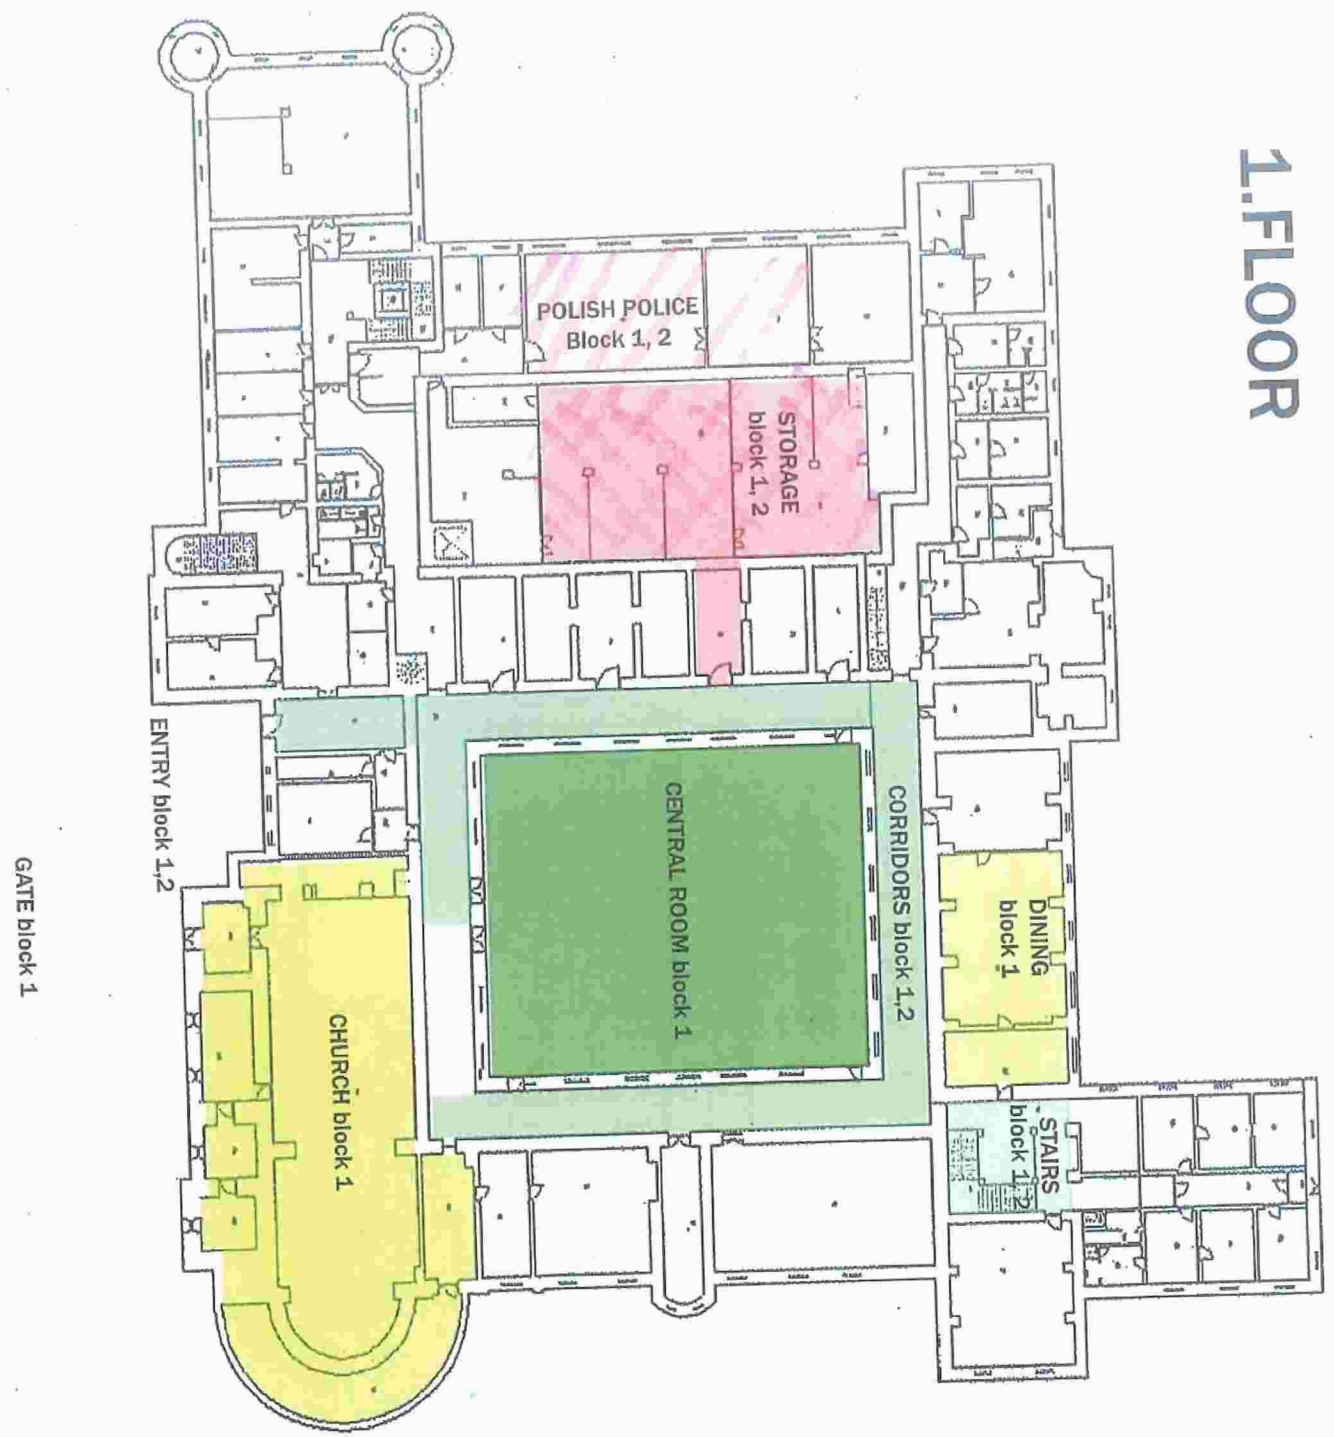 1.FLOOR
POLISH POLICE
Block 1, 2
STORAGE
block 1, 2
CENTRAL ROOM block 1
CORRIDORS block 1,2
DINING
block 1
STAIRS
block 1, 2
CHURCH block 1
ENTRY block 1,2
GATE block 1